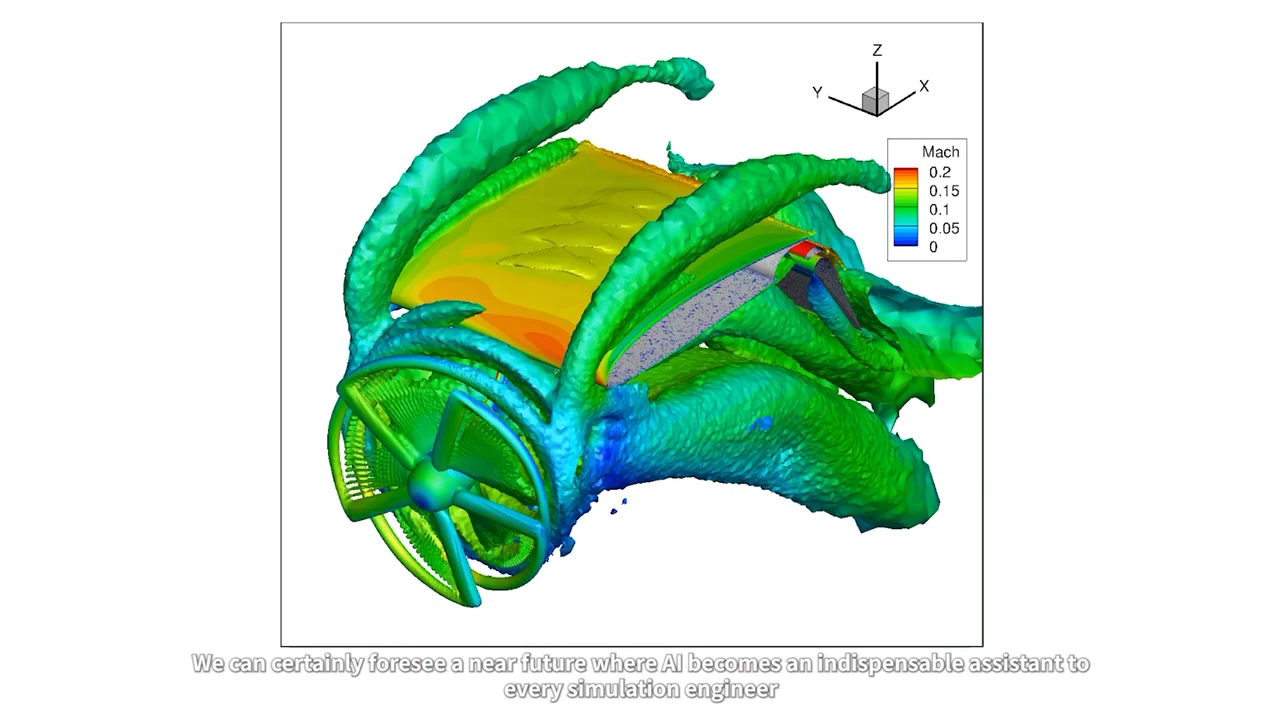 Z
Y
X
Mach
0.2
0.15
0.1
0.05
0
We can certainly foresee a near future where AI becomes an indispensable assistant to
every simulation engineer